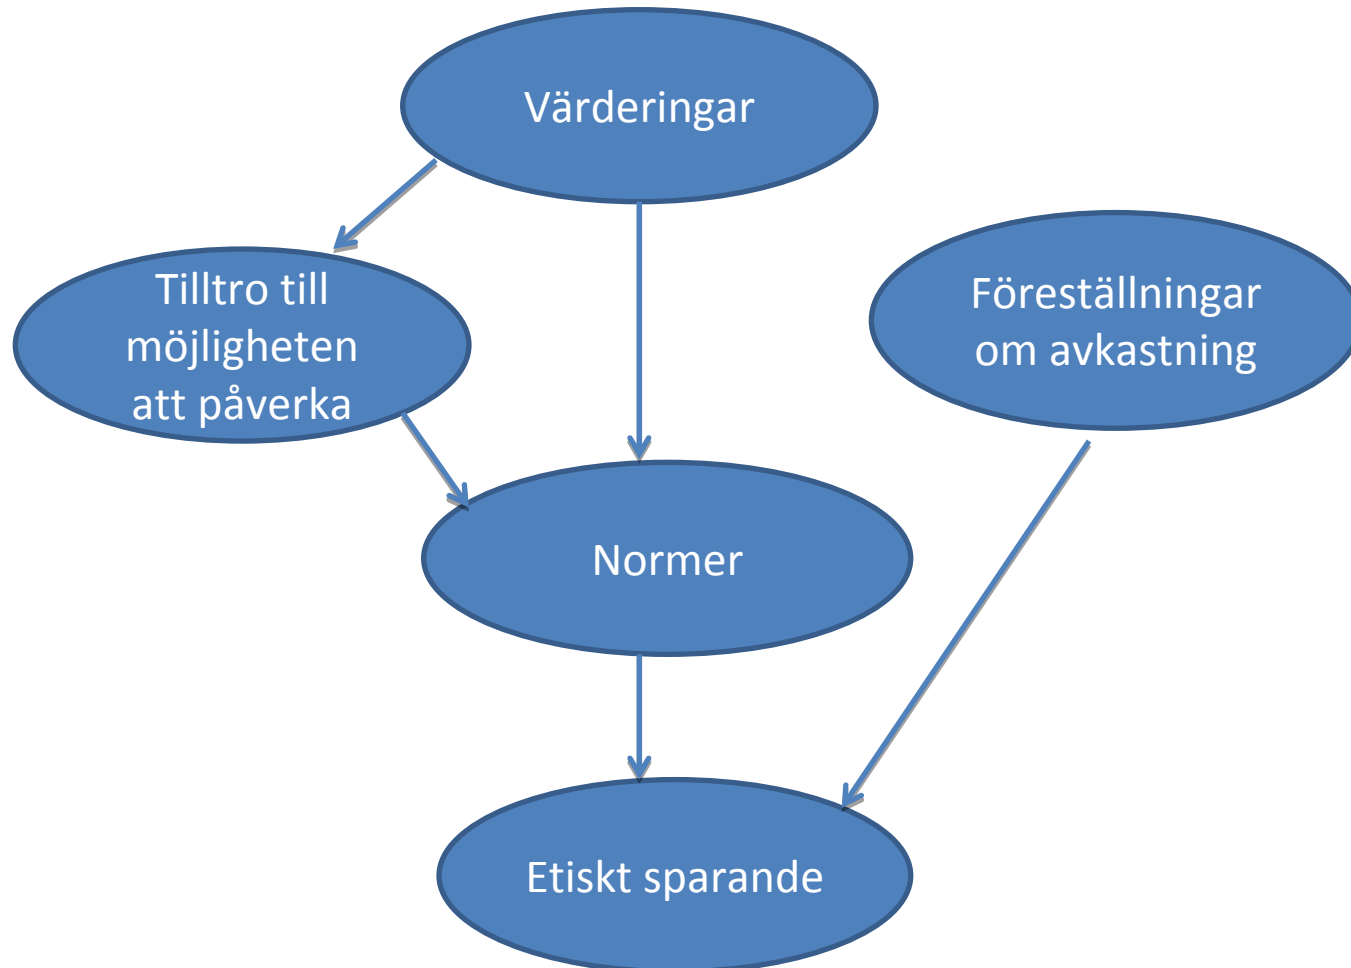 Värderingar
Tilltro till
möjligheten
att påverka
Föreställningar
om avkastning
Normer
Etiskt sparande